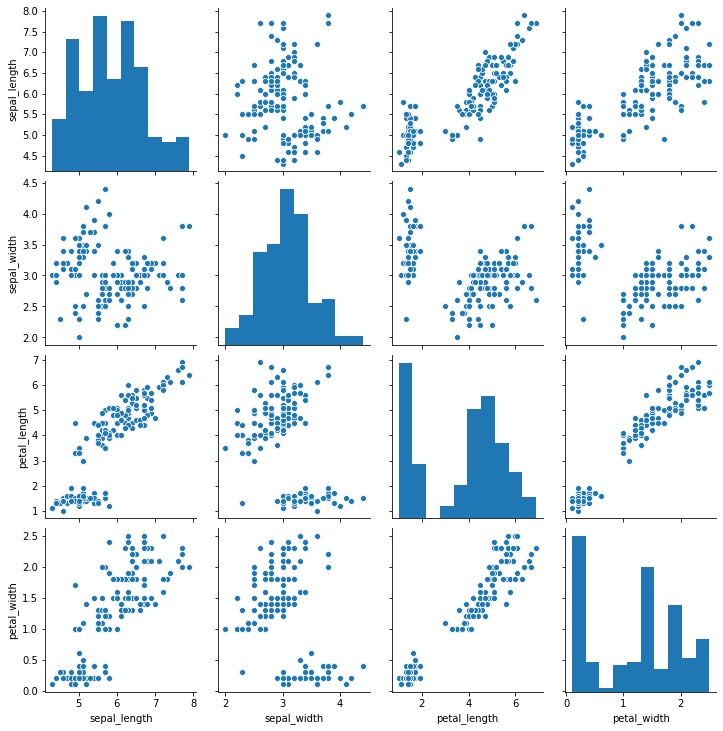 8.0
7.5
7.0
6.5
6.0
5.5
5.0
4.5
sepal_length
4.5
4.0
3.5
3.0
2.5
2.0
sepal_width
7
6
5
4
3
2
1
petal_length
2.5
2.0
1.5
1.0
0.5
0.0
petal_width
5 6 7 8
sepal_length
2 3 4
sepal_width
2 4 6
petal_length
0 1 2
petal_width